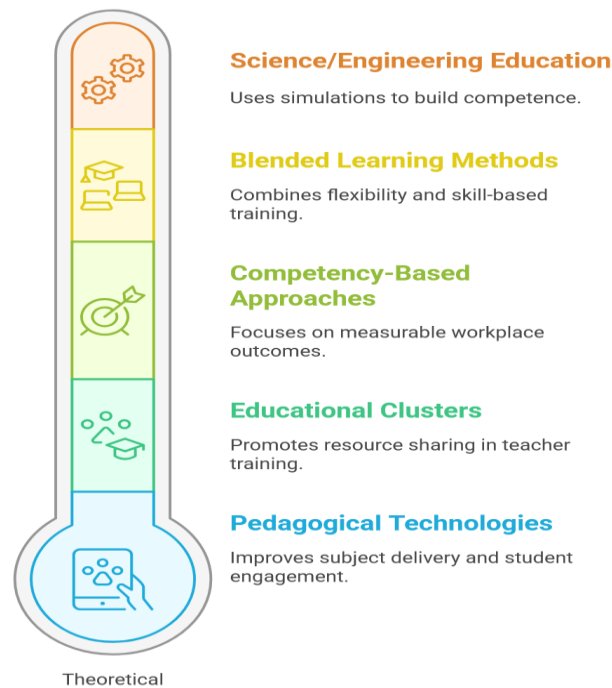 Science/Engineering Education
Uses simulations to build competence.
Blended Learning Methods
Combines flexibility and skill-based
training.
Competency-Based
Approaches
Focuses on measurable workplace
outcomes.
Educational Clusters
Promotes resource sharing in teacher
training.
Pedagogical Technologies
Improves subject delivery and student
engagement.
Theoretical